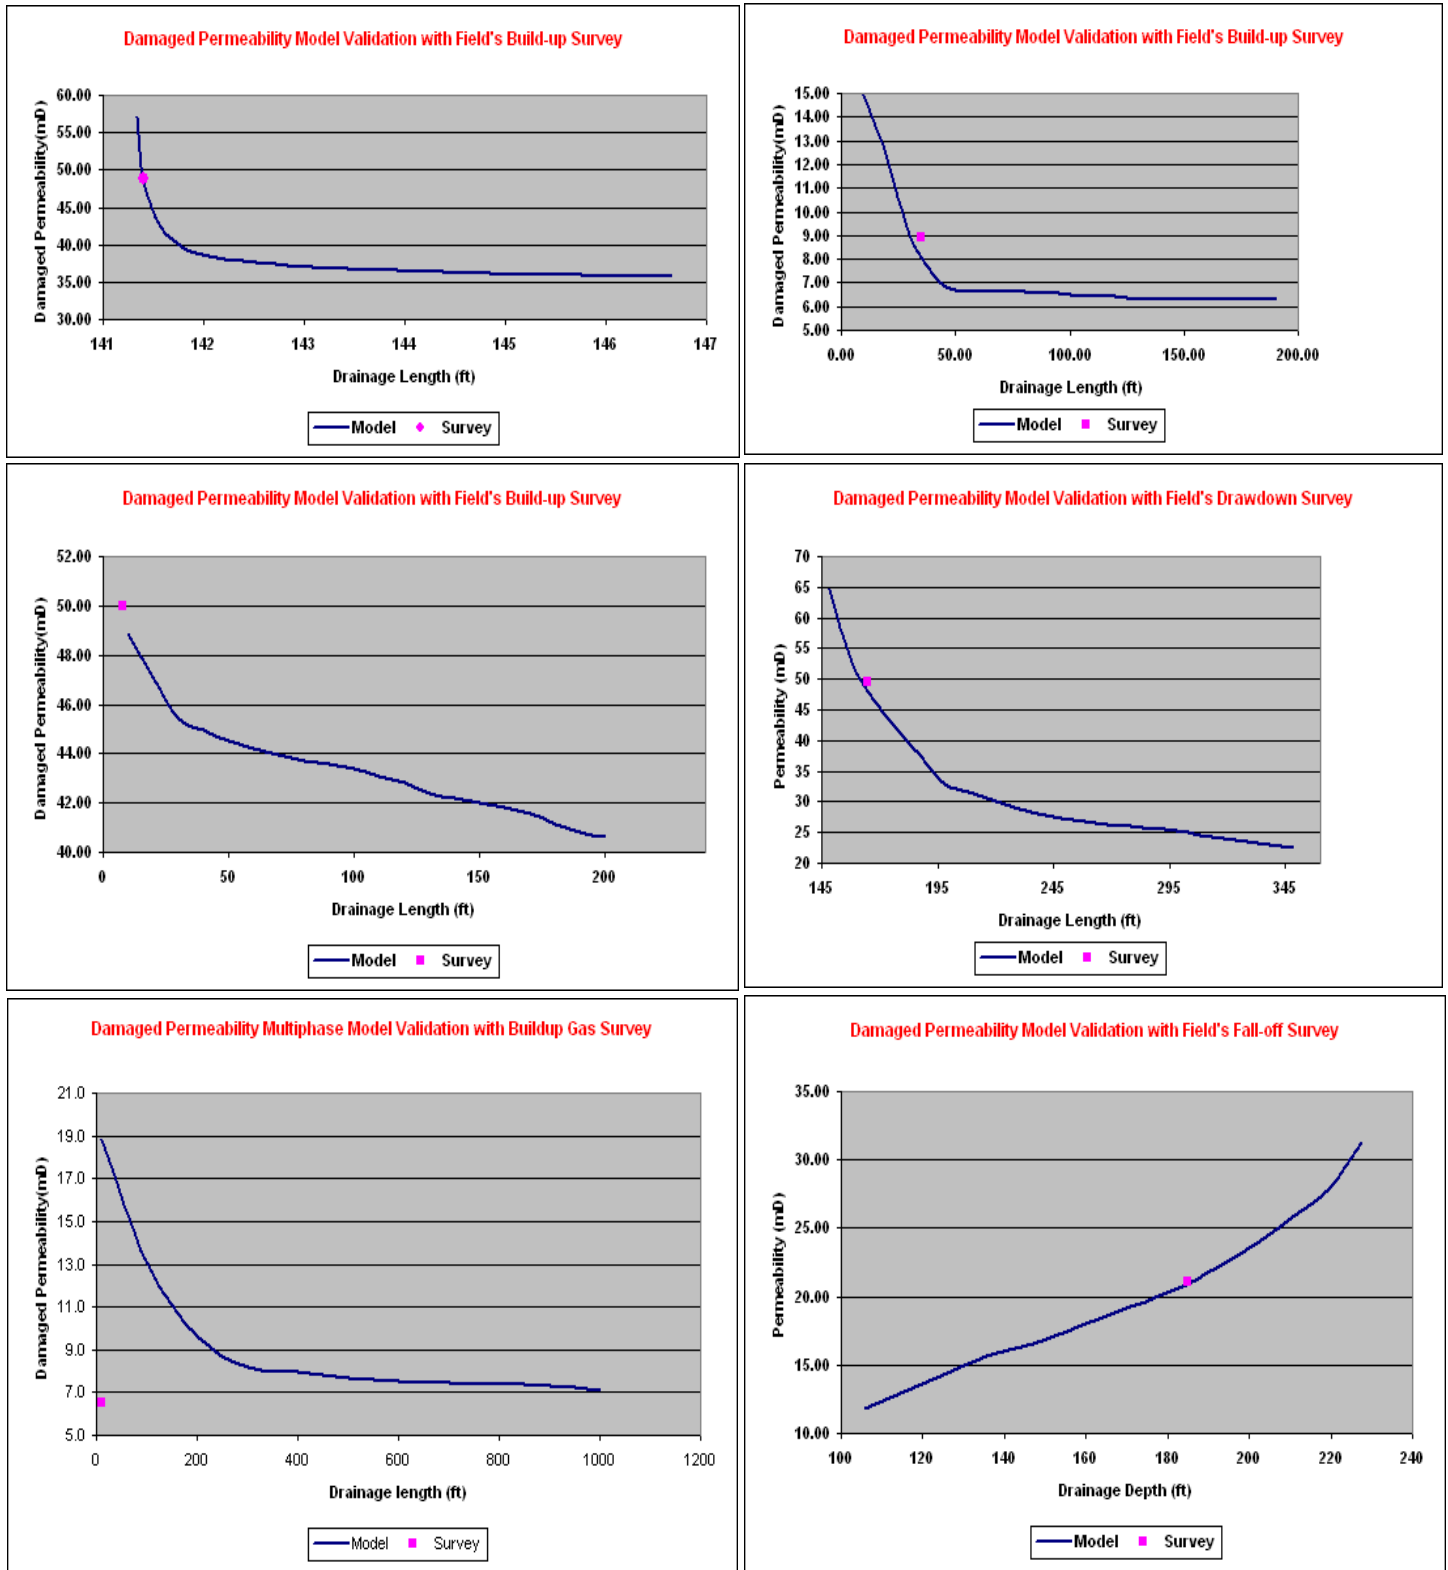 Damaged Permeability Model Validation with Field's Build-up Survey
60.00
55.00
50.00
45.00
40.00
35.00
30.00
Damaged Permeability(mD)
141 142 143 144 145 146 147
Drainage Length (ft)
Model Survey
Damaged Permeability Model Validation with Field's Build-up Survey
15.00
14.00
13.00
12.00
11.00
10.00
9.00
8.00
7.00
6.00
5.00
Damaged Permeability(mD)
0.00 50.00 100.00 150.00 200.00
Drainage Length (ft)
Model Survey
Damaged Permeability Model Validation with Field's Build-up Survey
52.00
50.00
48.00
46.00
44.00
42.00
40.00
Damaged Permeability(mD)
0 50 100 150 200
Drainage Length (ft)
Model Survey
Damaged Permeability Model Validation with Field's Drawdown Survey
70
65
60
55
50
45
40
35
30
25
20
Permeability (mD)
145 195 245 295 345
Drainage Length (ft)
Model Survey
Damaged Permeability Multiphase Model Validation with Buildup Gas Survey
21.0
19.0
17.0
15.0
13.0
11.0
9.0
7.0
5.0
Damaged Permeability(mD)
0 200 400 600 800 1000 1200
Drainage length (ft)
Model Survey
Damaged Permeability Model Validation with Field's Fall-off Survey
35.00
30.00
25.00
20.00
15.00
10.00
Permeability (mD)
100 120 140 160 180 200 220 240
Drainage Depth (ft)
Model Survey